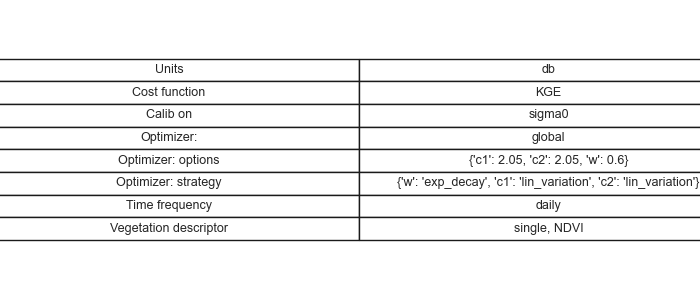 Units db
Cost function KGE
Calib on sigma0
Optimizer: global
Optimizer: options {'c1': 2.05, 'c2': 2.05, 'w': 0.6}
Optimizer: strategy {'w': 'exp_decay', 'c1': 'lin_variation', 'c2': 'lin_variation'}
Time frequency daily
Vegetation descriptor single, NDVI